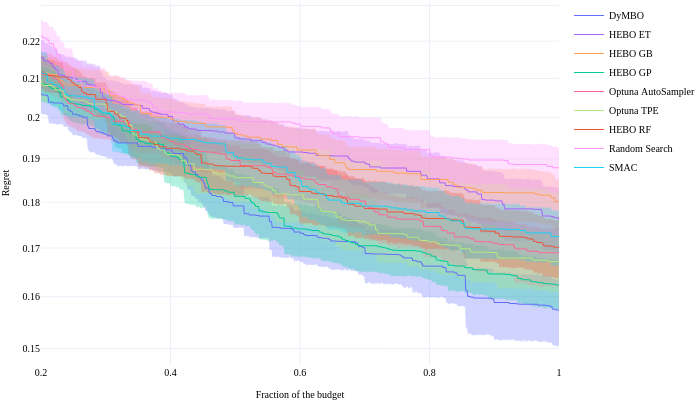 Regret
0.22
0.21
0.2
0.19
0.18
0.17
0.16
0.15
0.2
0.4
0.6
0.8
1
Fraction of the budget
DyMBO
HEBO ET
HEBO GB
HEBO GP
Optuna AutoSampler
Optuna TPE
HEBO RF
Random Search
SMAC